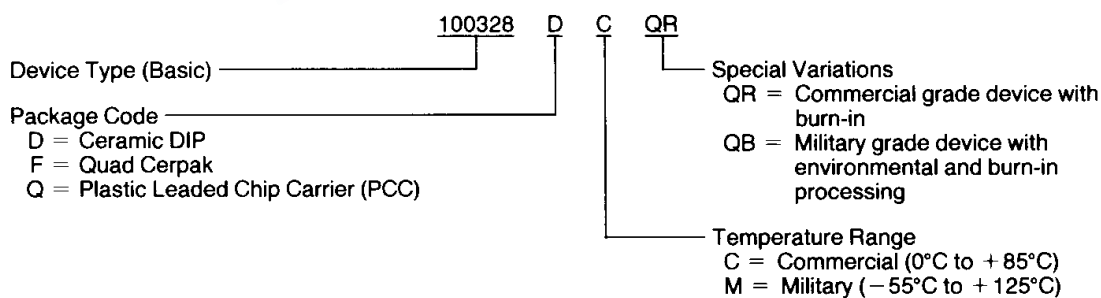 100328 D C QR
Device Type (Basic)
Package Code
D = Ceramic DIP
F = Quad Cerpak
Q = Plastic Leaded Chip Carrier (PCC)
Special Variations
QR = Commercial grade device with
burn-in
QB = Military grade device with
environmental and burn-in
processing
Temperature Range
C = Commercial (0°C to +85°C)
M = Military (−55°C to +125°C)